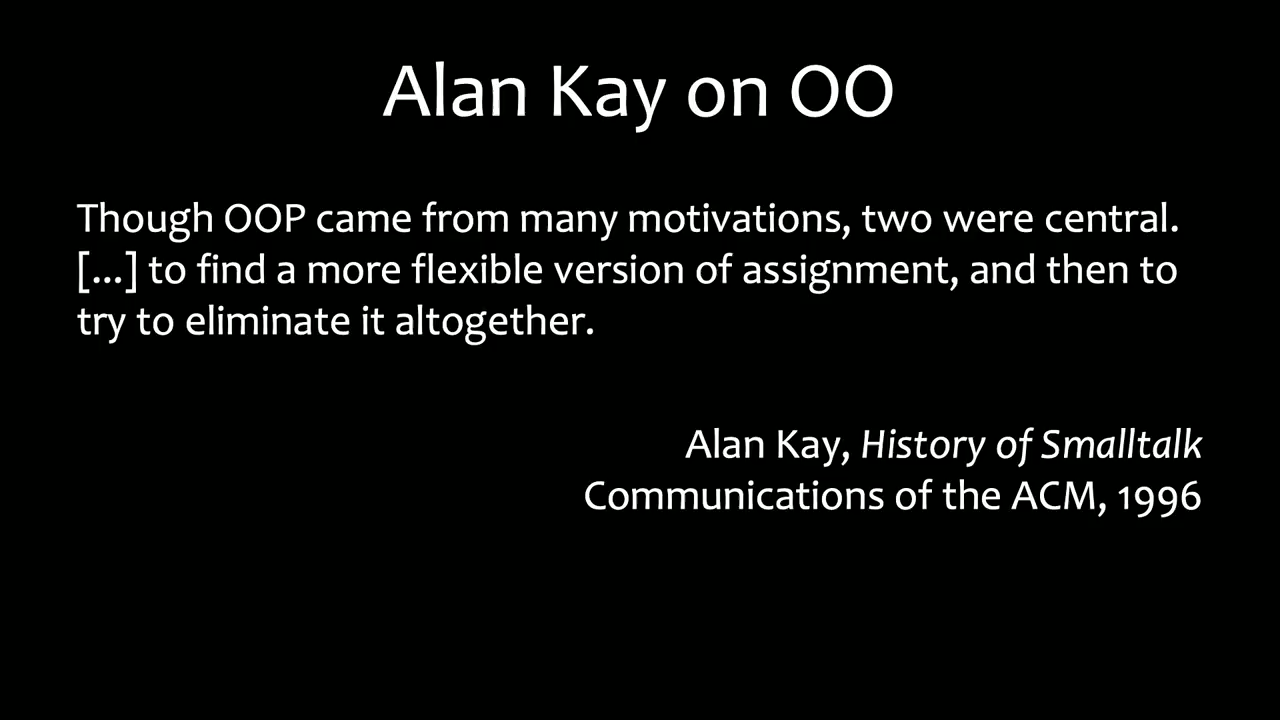 Alan Kay on OO
Though OOP came from many motivations, two were central.
[...] to find a more flexible version of assignment, and then to
try to eliminate it altogether.
Alan Kay, History of Smalltalk
Communications of the ACM, 1996